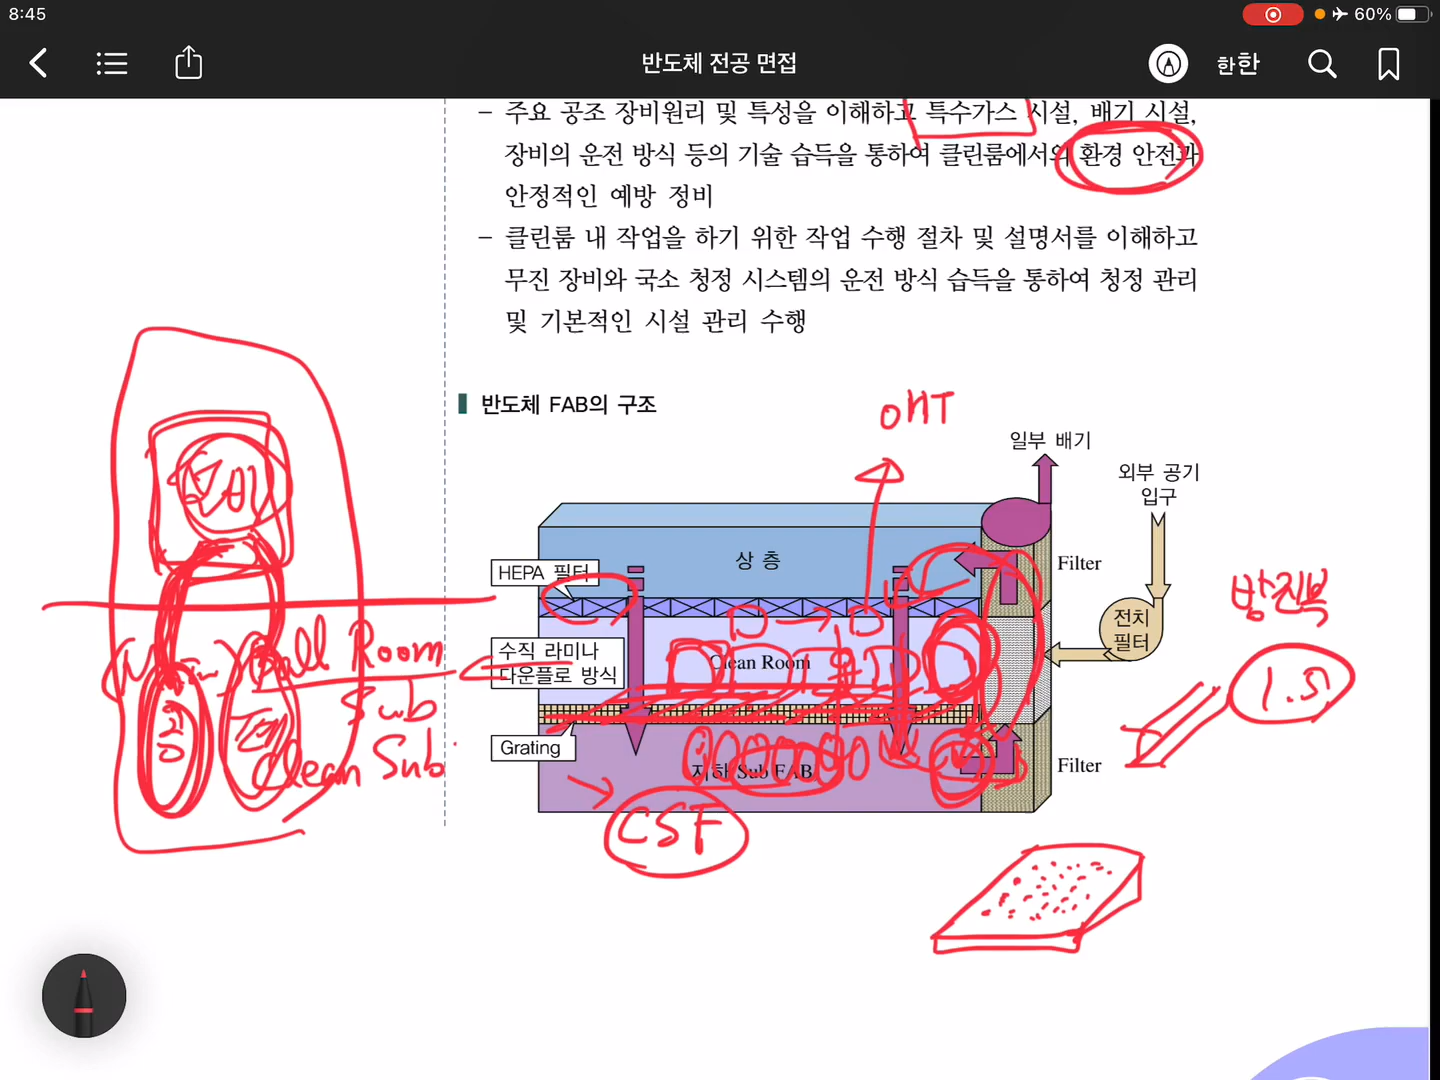 8:45
60%
반도체 전공 면접
한한
– 주요 공조 장비원리 및 특성을 이해하고 특수가스 시설, 배기 시설,
장비의 운전 방식 등의 기술 습득을 통하여 클린룸에서의 환경 안전과
안정적인 예방 정비
– 클린룸 내 작업을 하기 위한 작업 수행 절차 및 설명서를 이해하고
무진 장비와 국소 청정 시스템의 운전 방식 습득을 통하여 청정 관리
및 기본적인 시설 관리 수행
반도체 FAB의 구조
OHT
일부 배기
외부 공기
입구
상 층
HEPA 필터
Filter
전치
필터
방진복
1.5
수직 라미나
다운플로 방식
Clean Room
Grating
지하 Sub FAB
Filter
CSF
Room
Sub
Clean Sub